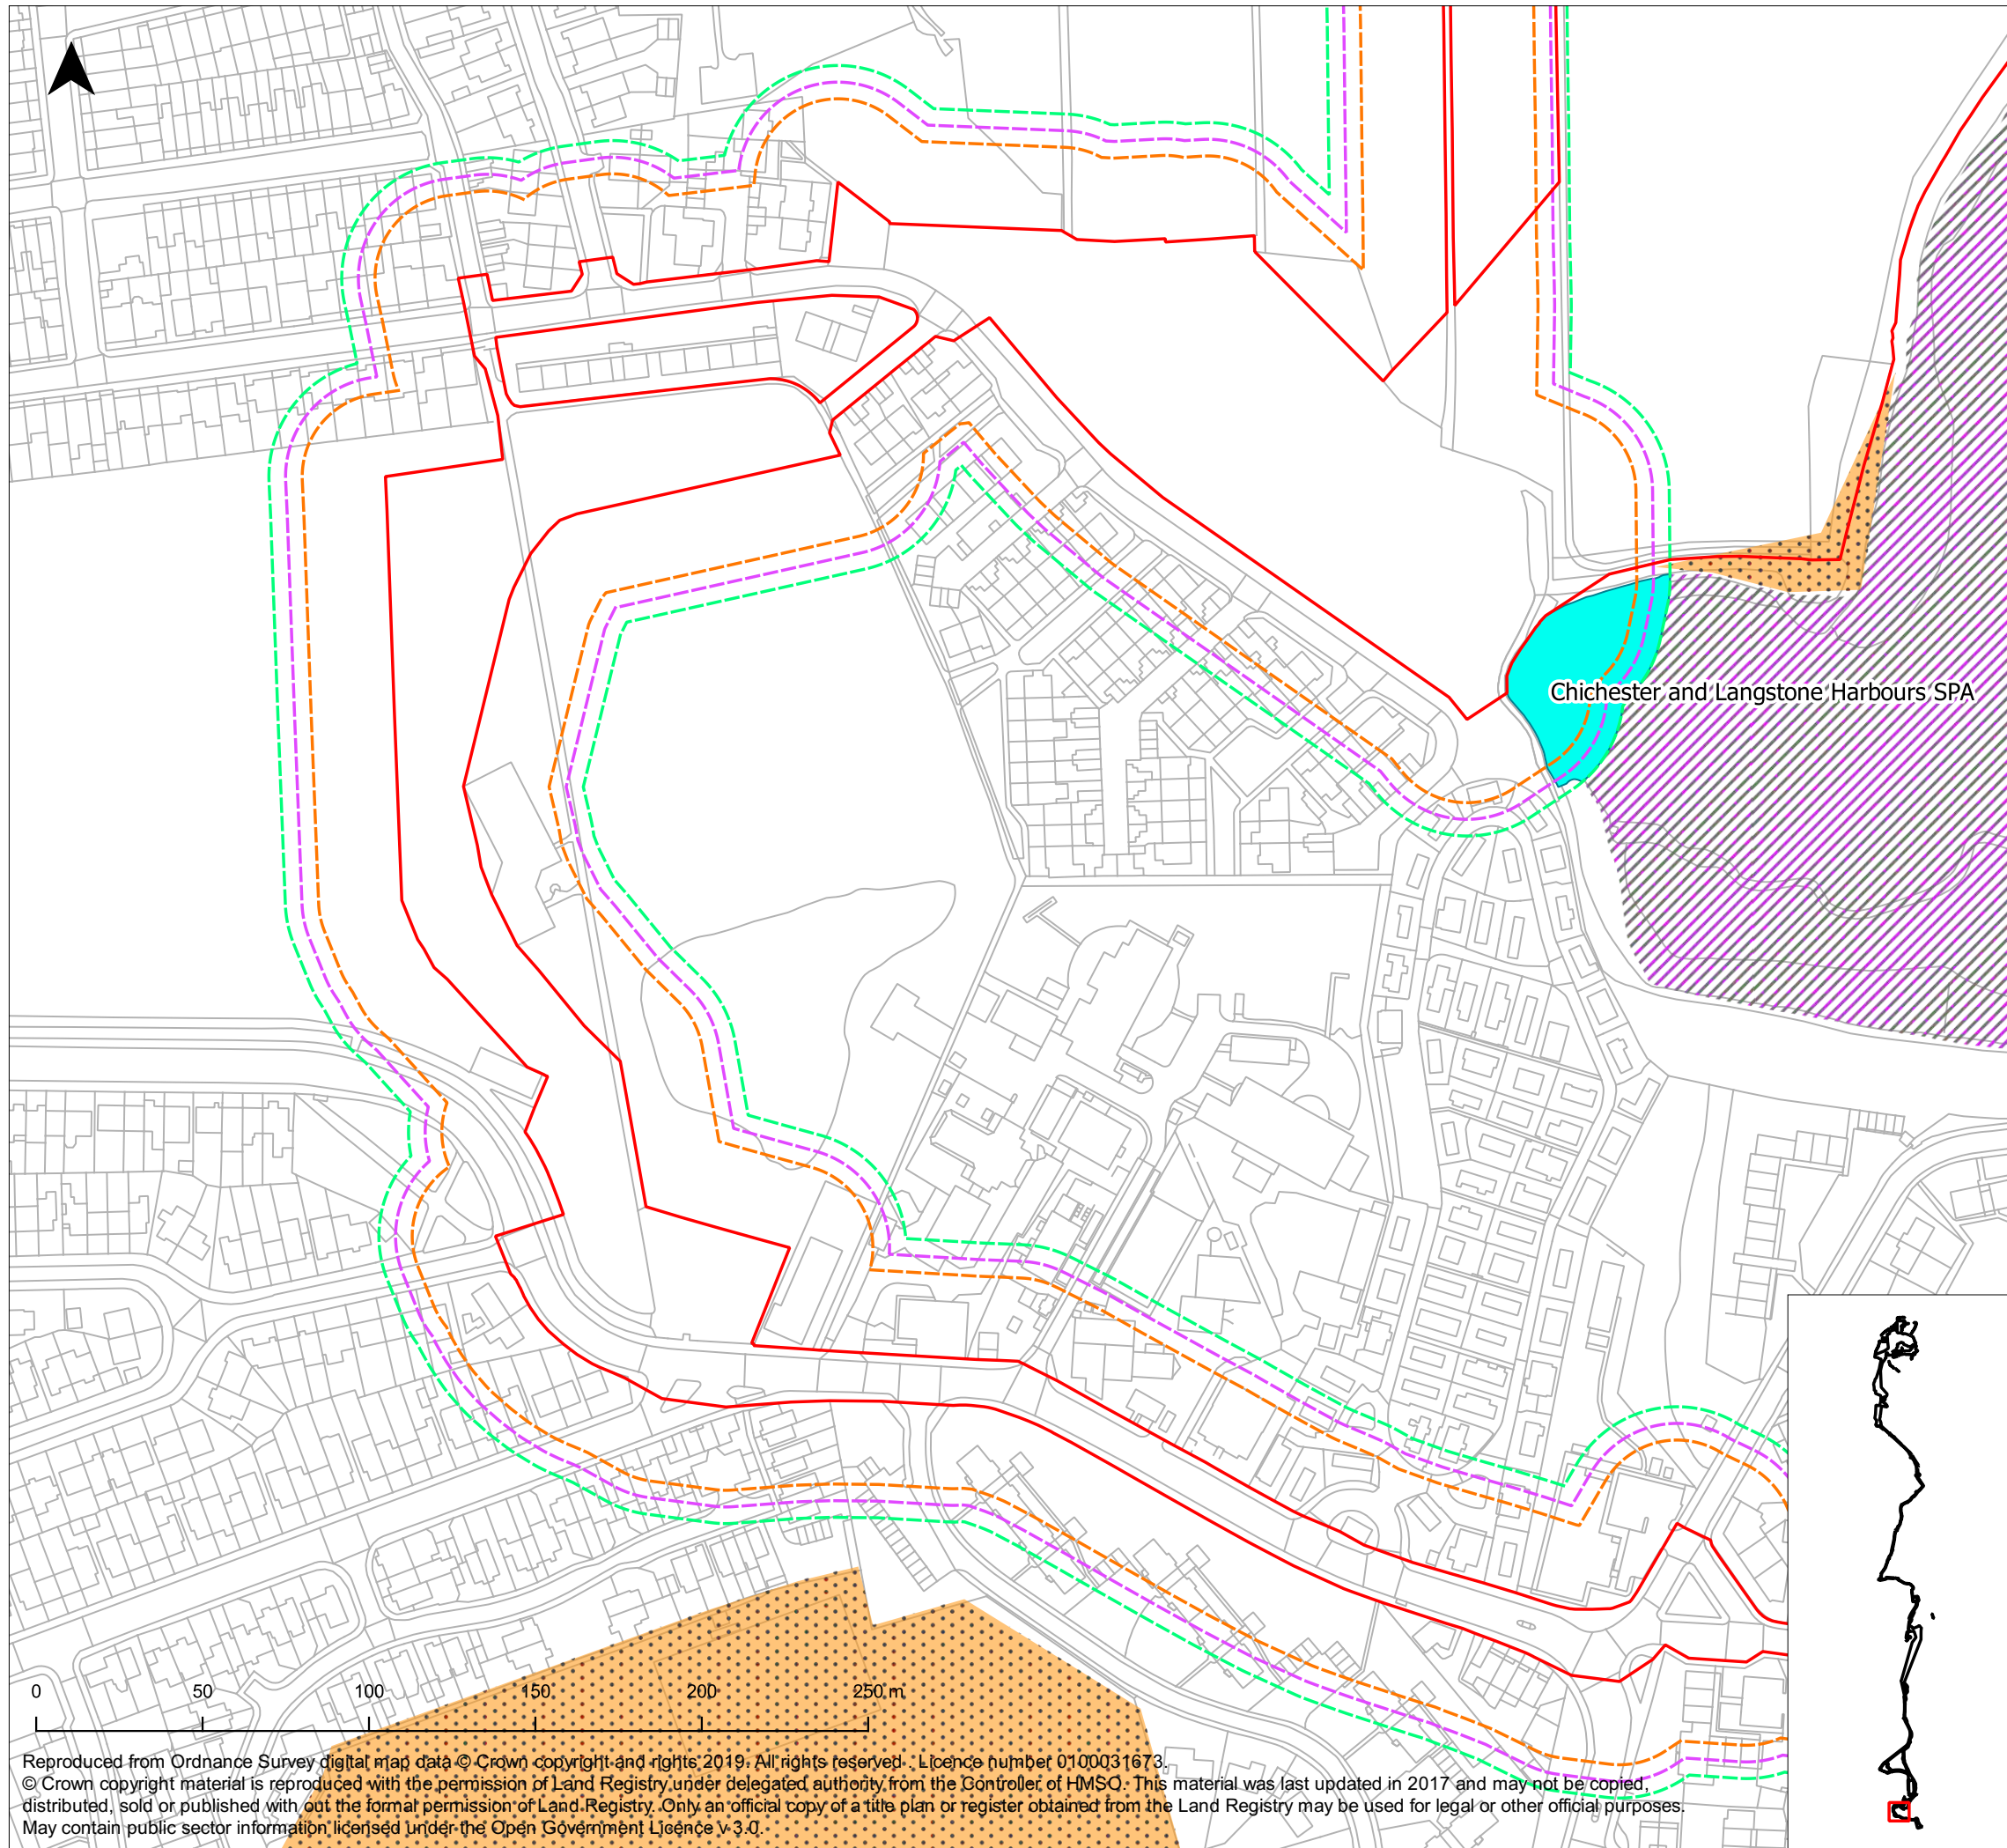 Chichester and Langstone Harbours SPA
0 50 100 150 200 250 m
Reproduced from Ordnance Survey digital map data © Crown copyright and rights 2019. All rights reserved . Licence number 0100031673.
© Crown copyright material is reproduced with the permission of Land Registry under delegated authority from the Controller of HMSO. This material was last updated in 2017 and may not be copied,
distributed, sold or published with out the formal permission of Land Registry. Only an official copy of a title plan or register obtained from the Land Registry may be used for legal or other official purposes.
May contain public sector information licensed under the Open Government Licence v 3.0.